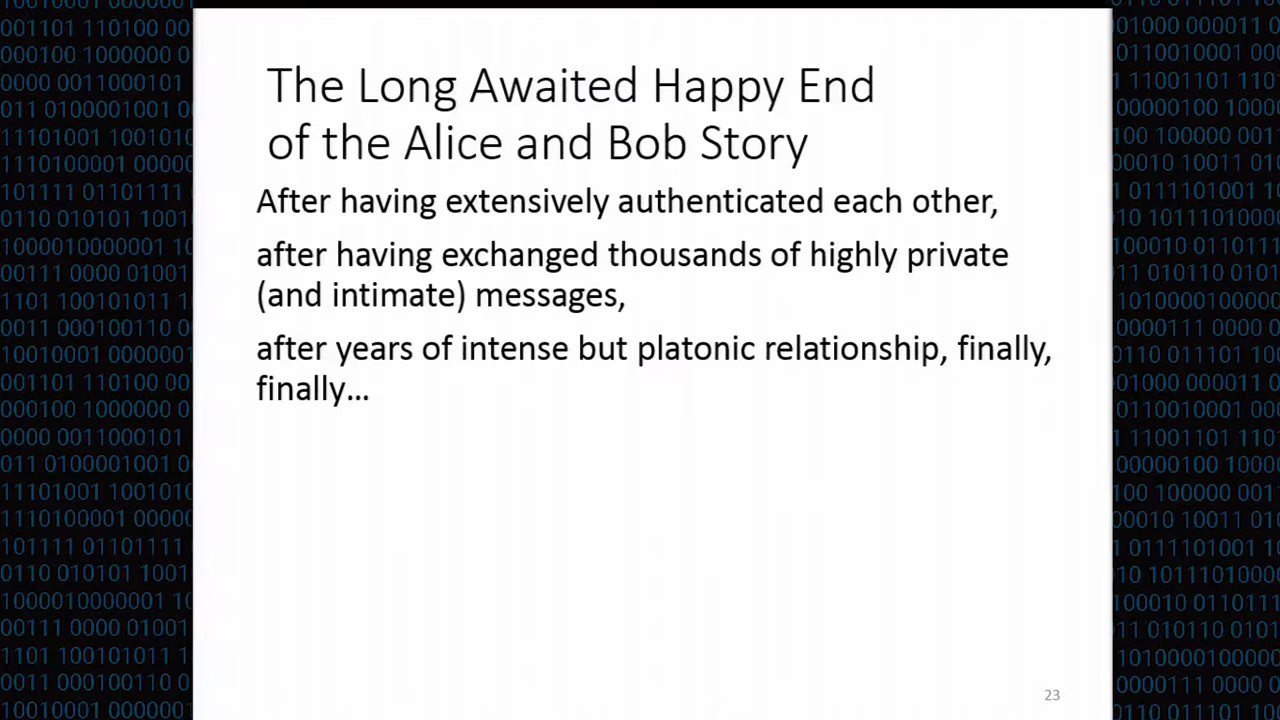 The Long Awaited Happy End
of the Alice and Bob Story
After having extensively authenticated each other,
after having exchanged thousands of highly private
(and intimate) messages,
after years of intense but platonic relationship, finally,
finally...
23